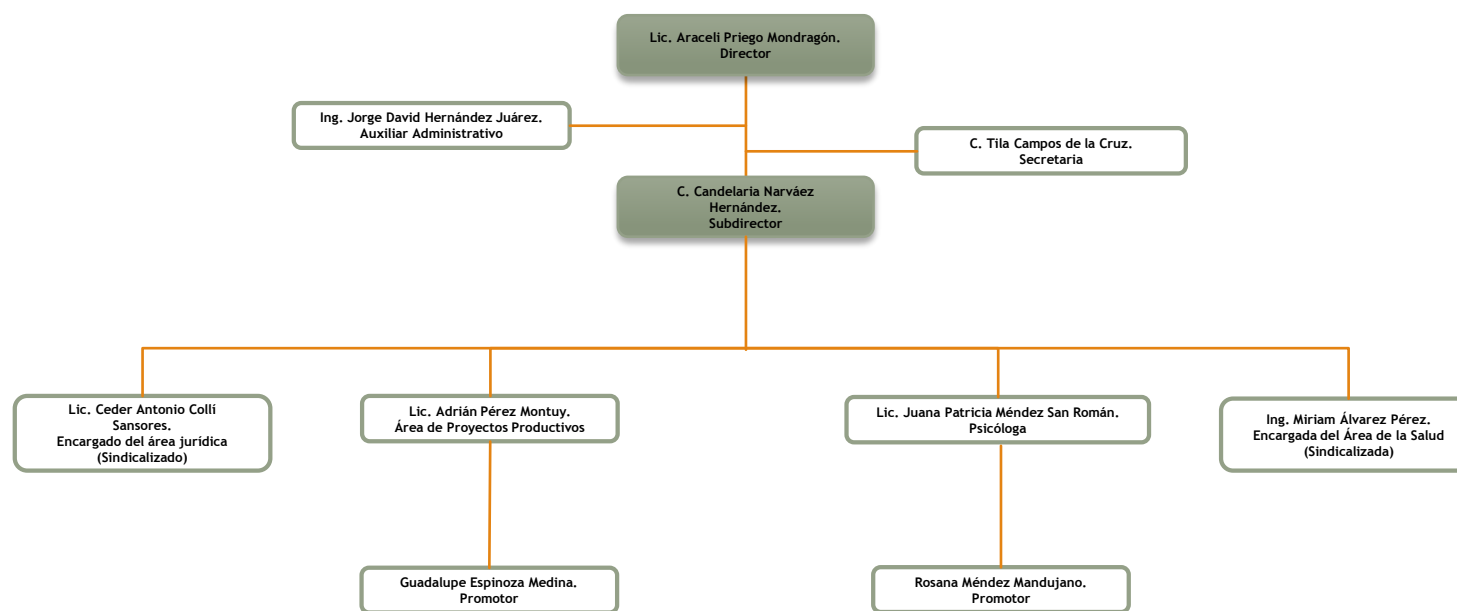 Lic. Araceli Priego Mondragón.
Director
Ing. Jorge David Hernández Juárez.
Auxiliar Administrativo
C. Tila Campos de la Cruz.
Secretaria
C. Candelaria Narváez
Hernández.
Subdirector
Lic. Ceder Antonio Collí
Sansores.
Encargado del área jurídica
(Sindicalizado)
Lic. Adrián Pérez Montuy.
Área de Proyectos Productivos
Lic. Juana Patricia Méndez San Román.
Psicóloga
Ing. Miriam Álvarez Pérez.
Encargada del Área de la Salud
(Sindicalizada)
Guadalupe Espinoza Medina.
Promotor
Rosana Méndez Mandujano.
Promotor